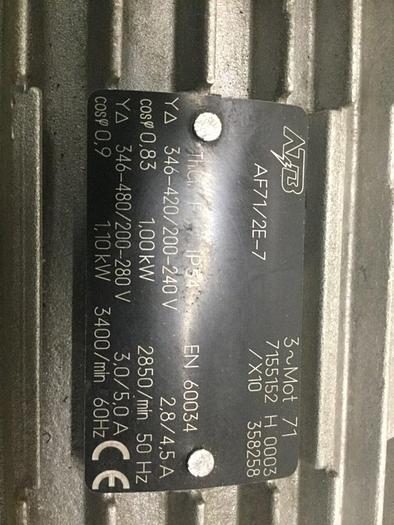 ATB 3~Mot 71
AF71/2E-7 7155152 H 0003
/X10 358258
Th.Cl. F IP54 EN 60034
Y△ 346-420/200-240 V 2,8/4,5 A
cosφ 0,83 1,00 kW 2850/min 50 Hz
Y△ 346-480/200-280 V 3,0/5,0 A
cosφ 0,9 1,10 kW 3400/min 60Hz
CE